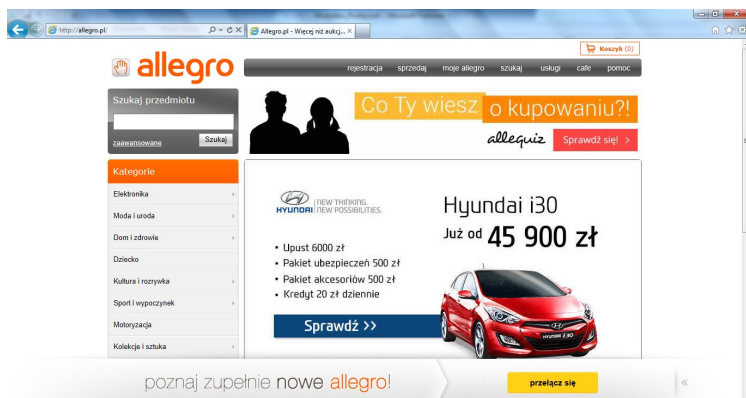 http://allegro.pl/
Allegro.pl - Więcej niż aukcj...
Koszyk (0)
allegro
rejestracja sprzedaj moje allegro szukaj usługi cafe pomoc
Szukaj przedmiotu
zaawansowane Szukaj
Co Ty wiesz o kupowaniu?!
allequiz Sprawdź się! >
Kategorie
Elektronika
Moda i uroda
Dom i zdrowie
Dziecko
Kultura i rozrywka
Sport i wypoczynek
Motoryzacja
Kolekcje i sztuka
HYUNDAI
NEW THINKING.
NEW POSSIBILITIES.
Hyundai i30
Już od 45 900 zł
• Upust 6000 zł
• Pakiet ubezpieczeń 500 zł
• Pakiet akcesoriów 500 zł
• Kredyt 20 zł dziennie
Sprawdź >>
HYUNDAI i30
poznaj zupełnie nowe allegro!
przełącz się
«